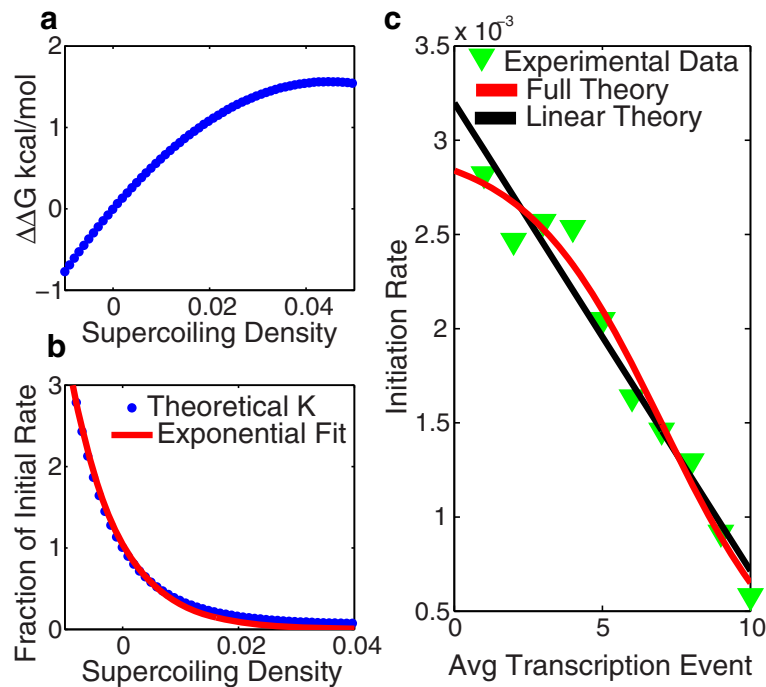 a
2
1
0
−1
ΔΔG kcal/mol
0
0.02
0.04
Supercoiling Density
b
3
2
1
0
Fraction of Initial Rate
Theoretical K
Exponential Fit
0
0.02
0.04
Supercoiling Density
c
x 10⁻³
3.5
3
2.5
2
1.5
1
0.5
Initiation Rate
Experimental Data
Full Theory
Linear Theory
0
5
10
Avg Transcription Event